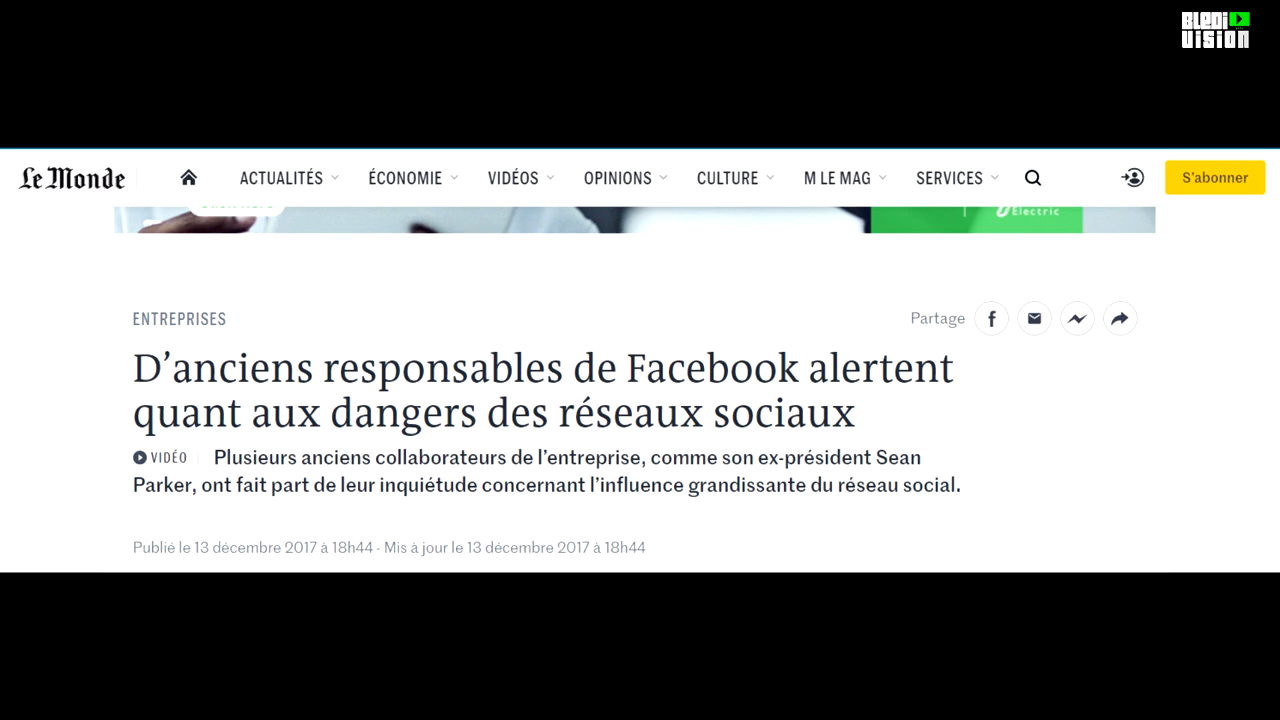 BLEDI
VISION
Le Monde
ACTUALITÉS
ÉCONOMIE
VIDÉOS
OPINIONS
CULTURE
M LE MAG
SERVICES
S'abonner
Electric
ENTREPRISES
Partage
D'anciens responsables de Facebook alertent
quant aux dangers des réseaux sociaux
VIDÉO Plusieurs anciens collaborateurs de l'entreprise, comme son ex-président Sean
Parker, ont fait part de leur inquiétude concernant l'influence grandissante du réseau social.
Publié le 13 décembre 2017 à 18h44 - Mis à jour le 13 décembre 2017 à 18h44